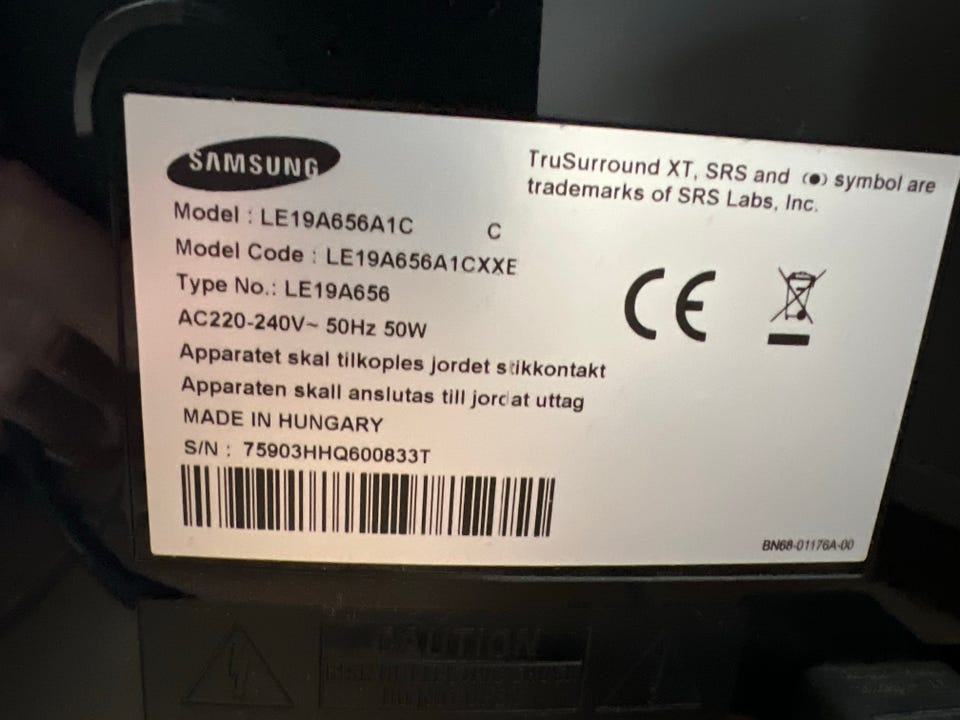 SAMSUNG
TruSurround XT, SRS and (●) symbol are
trademarks of SRS Labs, Inc.
Model : LE19A656A1C C
Model Code : LE19A656A1CXXE
Type No.: LE19A656
AC220-240V~ 50Hz 50W
Apparatet skal tilkoples jordet stikkontakt
Apparaten skall anslutas till jordat uttag
MADE IN HUNGARY
S/N : 75903HHQ600833T
CE
BN68-01176A-00
CAUTION